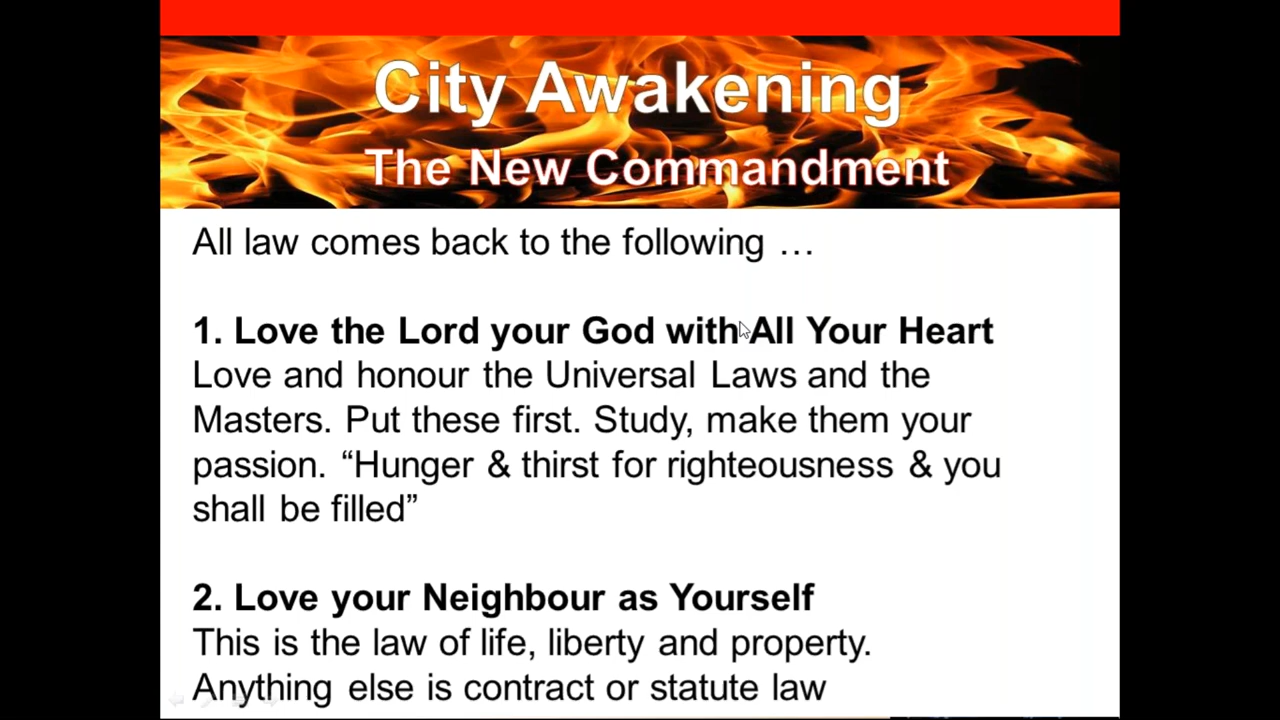 City Awakening
The New Commandment
All law comes back to the following …
1. Love the Lord your God with All Your Heart
Love and honour the Universal Laws and the
Masters. Put these first. Study, make them your
passion. “Hunger & thirst for righteousness & you
shall be filled”
2. Love your Neighbour as Yourself
This is the law of life, liberty and property.
Anything else is contract or statute law